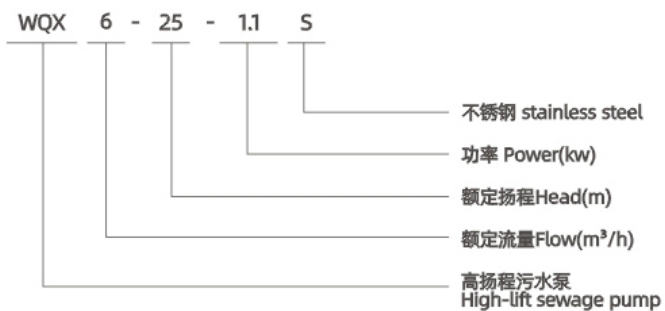 WQX 6 - 25 - 1.1 S
不锈钢 stainless steel
功率 Power(kw)
额定扬程Head(m)
额定流量Flow(m³/h)
高扬程污水泵
High-lift sewage pump